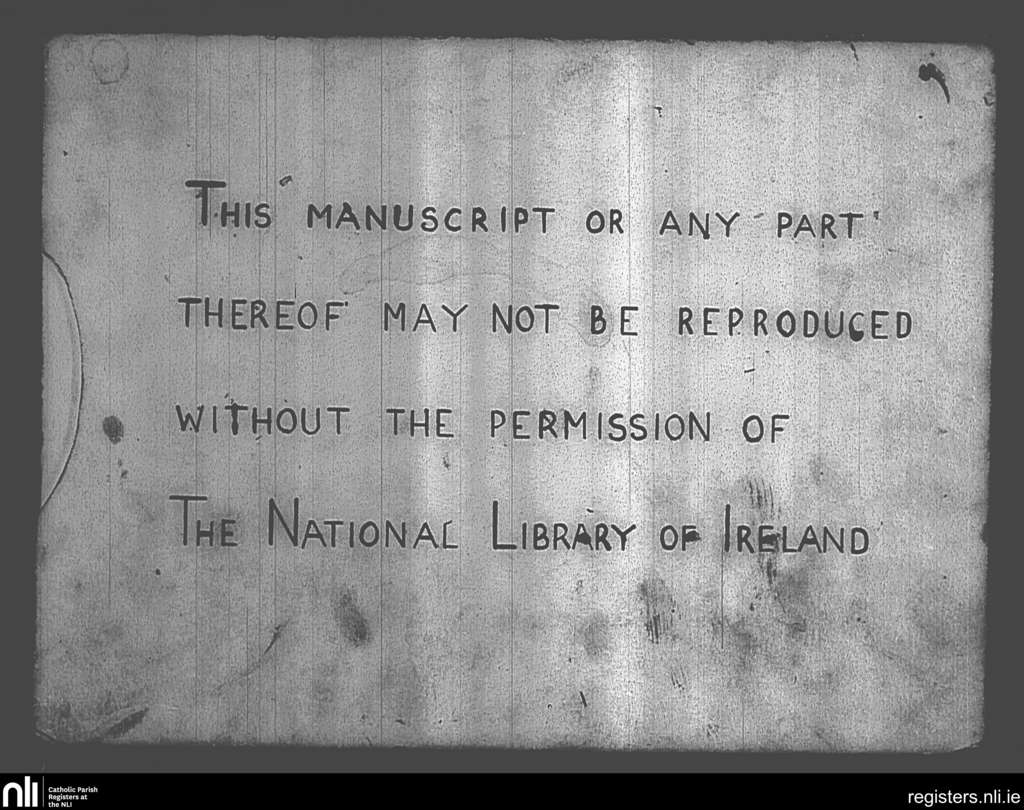 THIS MANUSCRIPT OR ANY PART
THEREOF MAY NOT BE REPRODUCED
WITHOUT THE PERMISSION OF
THE NATIONAL LIBRARY OF IRELAND
nli
Catholic Parish
Registers at
the NLI
registers.nli.ie